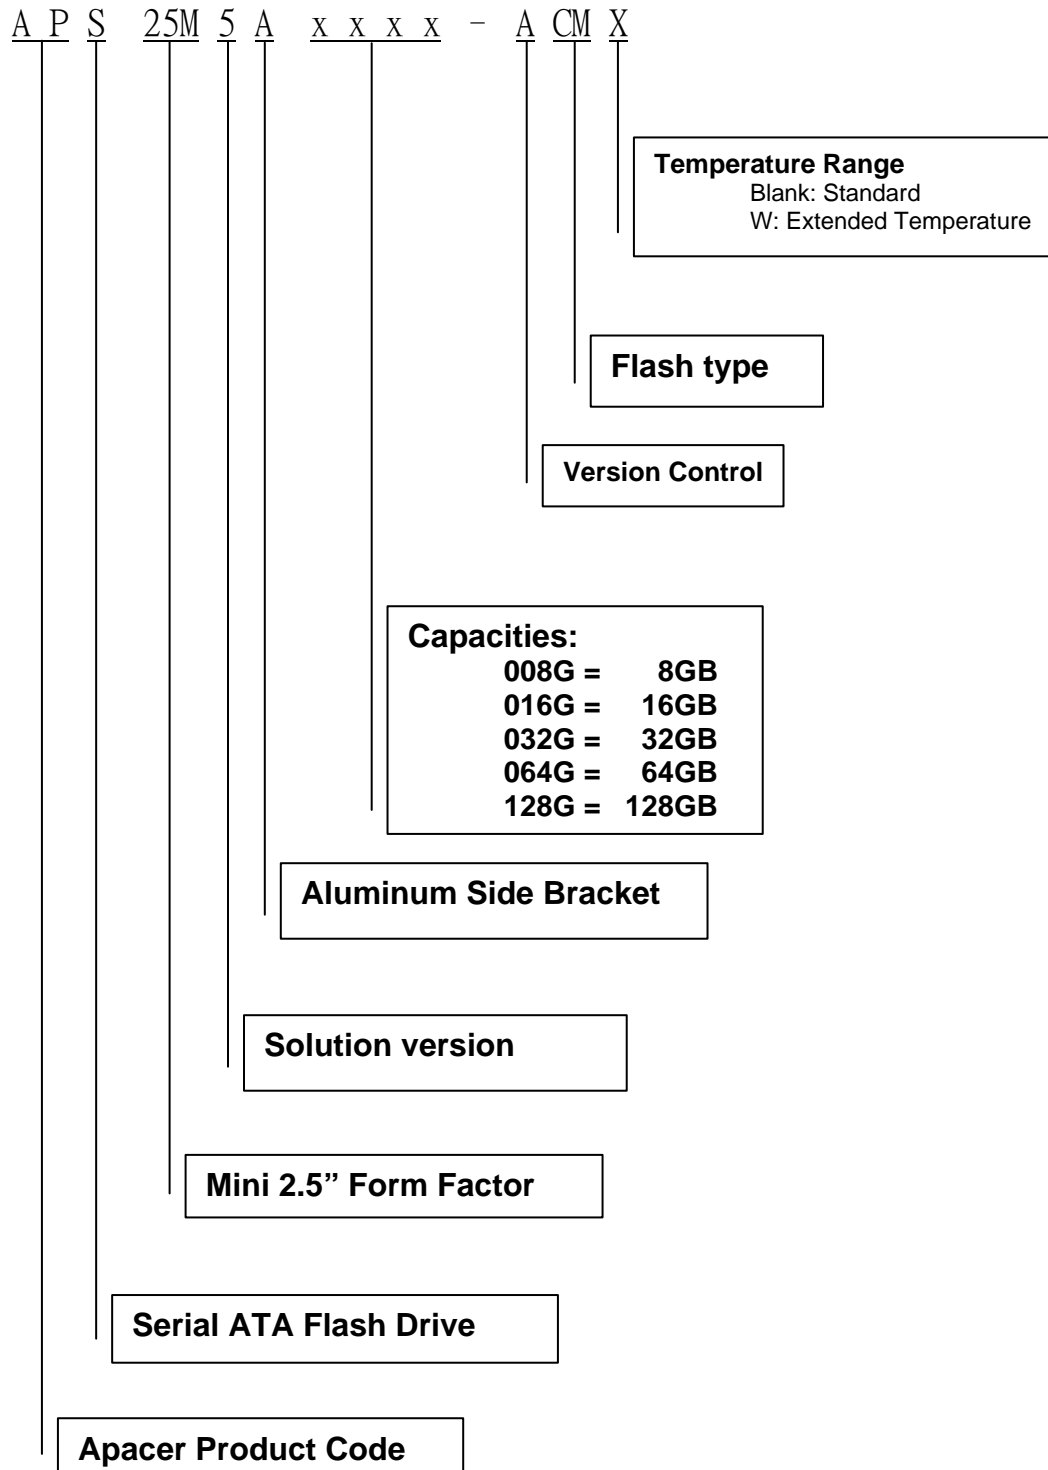 A P S 25M 5 A x x x x - A CM X
Temperature Range
Blank: Standard
W: Extended Temperature
Flash type
Version Control
Capacities:
008G = 8GB
016G = 16GB
032G = 32GB
064G = 64GB
128G = 128GB
Aluminum Side Bracket
Solution version
Mini 2.5” Form Factor
Serial ATA Flash Drive
Apacer Product Code